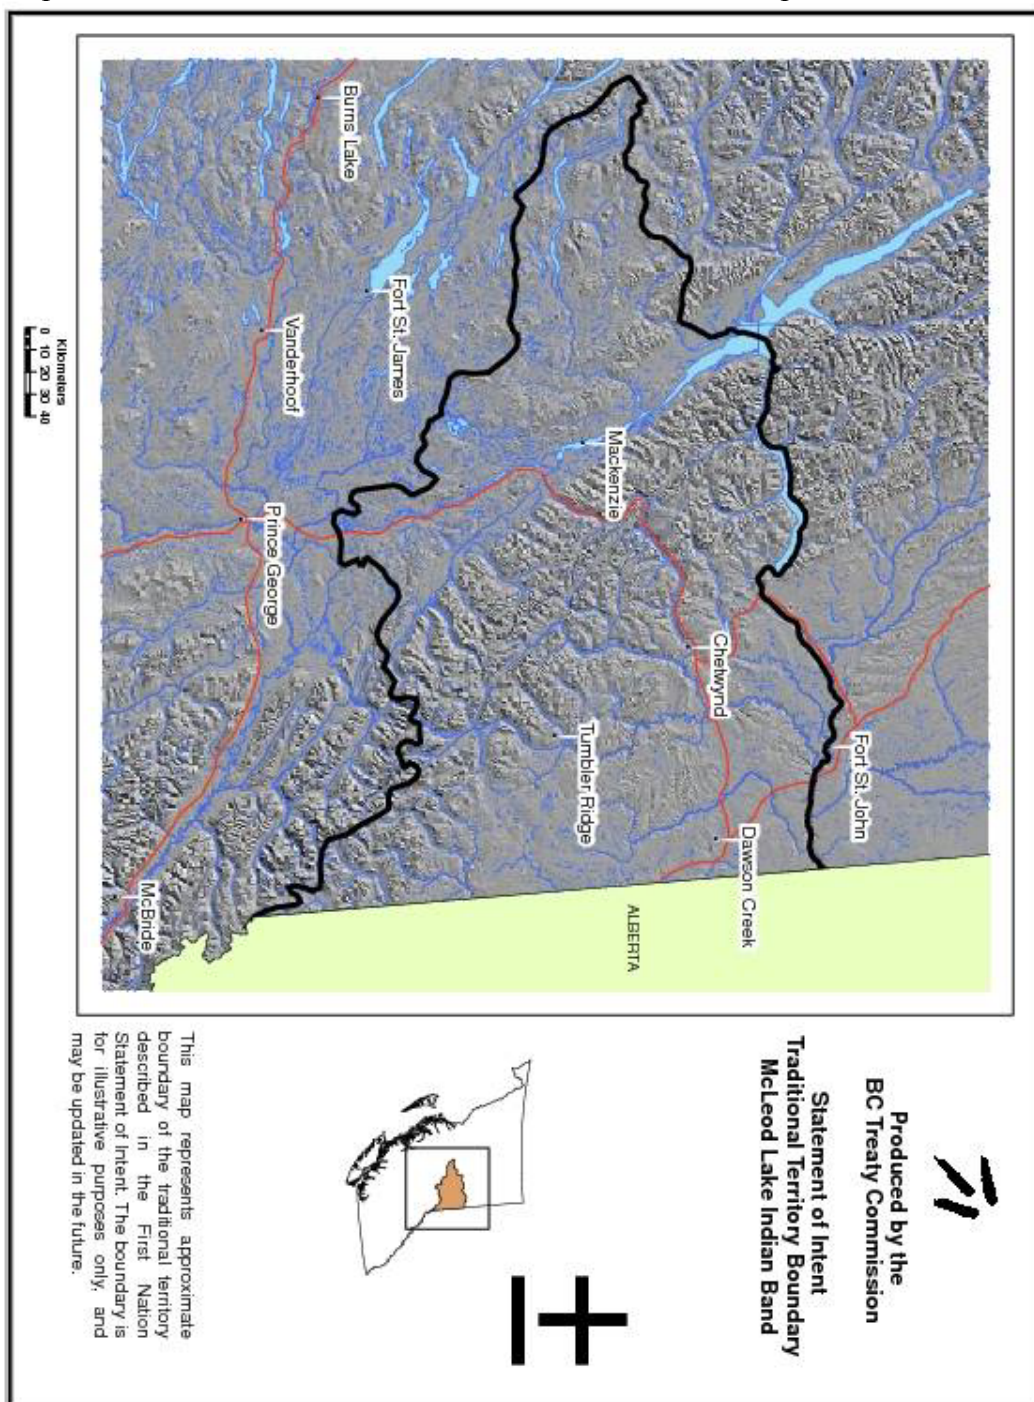 Fort St. John
Dawson Creek
Chetwynd
ALBERTA
Mackenzie
Tumbler Ridge
Fort St. James
Burns Lake
Vanderhoof
Prince George
McBride
Kilometers
0 10 20 30 40
Produced by the
BC Treaty Commission
Statement of Intent
Traditional Territory Boundary
McLeod Lake Indian Band
This map represents approximate
boundary of the traditional territory
described in the First Nation
Statement of Intent. The boundary is
for illustrative purposes only, and
may be updated in the future.